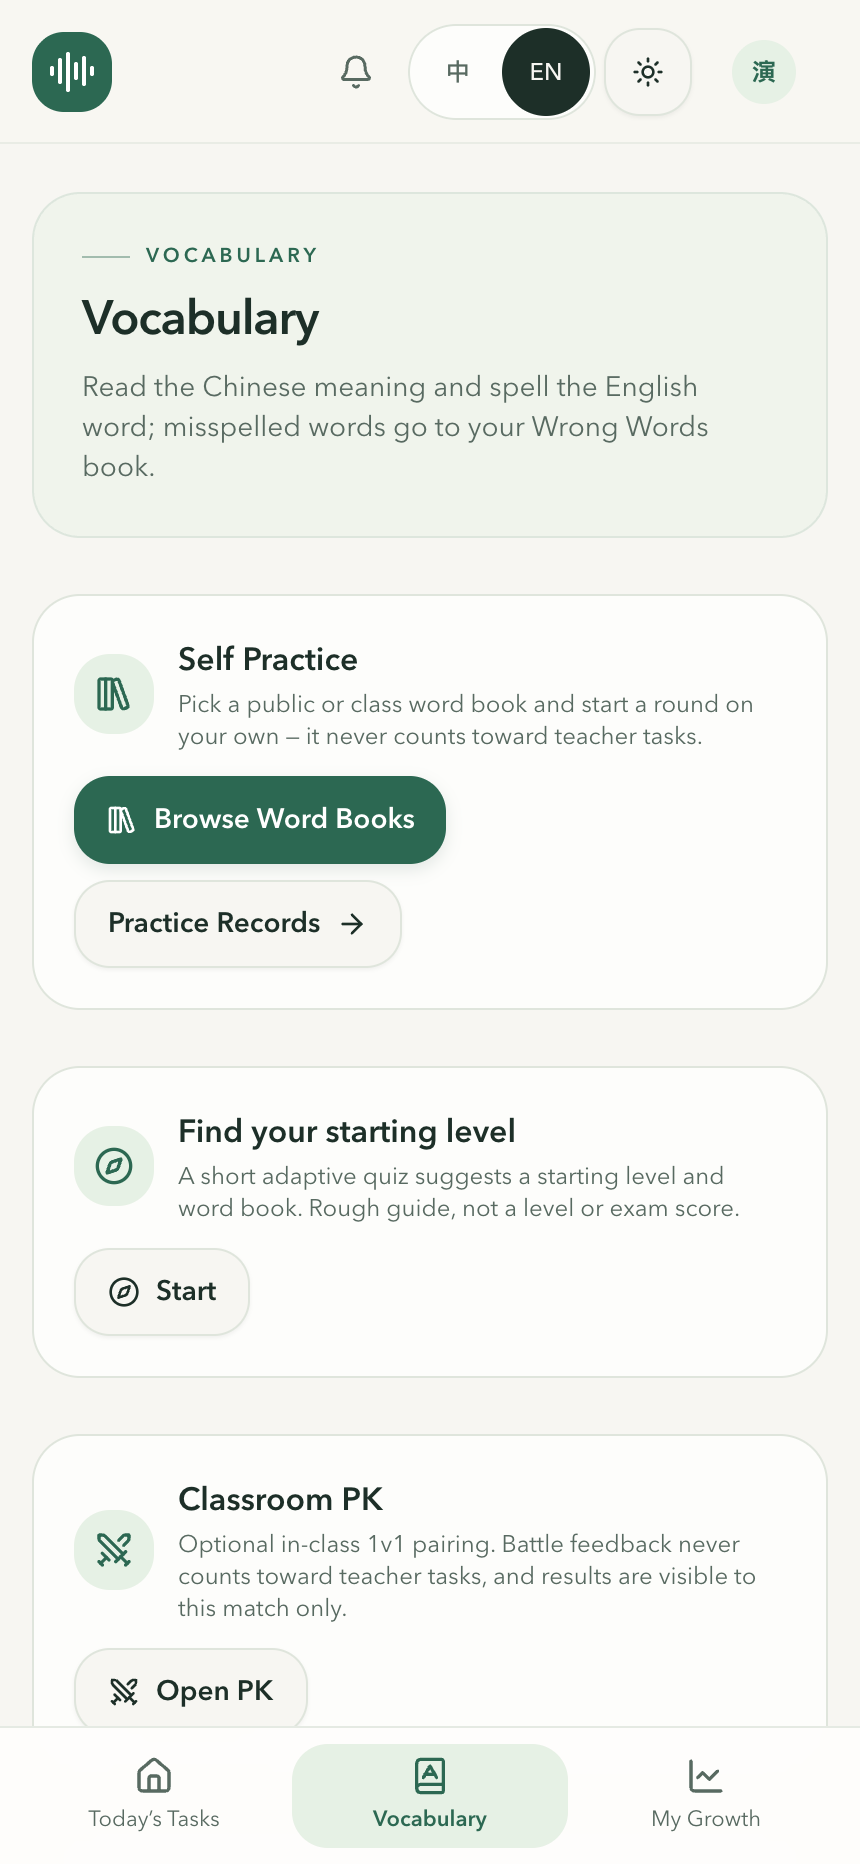 中 EN 演
VOCABULARY
Vocabulary
Read the Chinese meaning and spell the English
word; misspelled words go to your Wrong Words
book.
Self Practice
Pick a public or class word book and start a round on
your own – it never counts toward teacher tasks.
Browse Word Books
Practice Records
Find your starting level
A short adaptive quiz suggests a starting level and
word book. Rough guide, not a level or exam score.
Start
Classroom PK
Optional in-class 1v1 pairing. Battle feedback never
counts toward teacher tasks, and results are visible to
this match only.
Open PK
Today’s Tasks Vocabulary My Growth